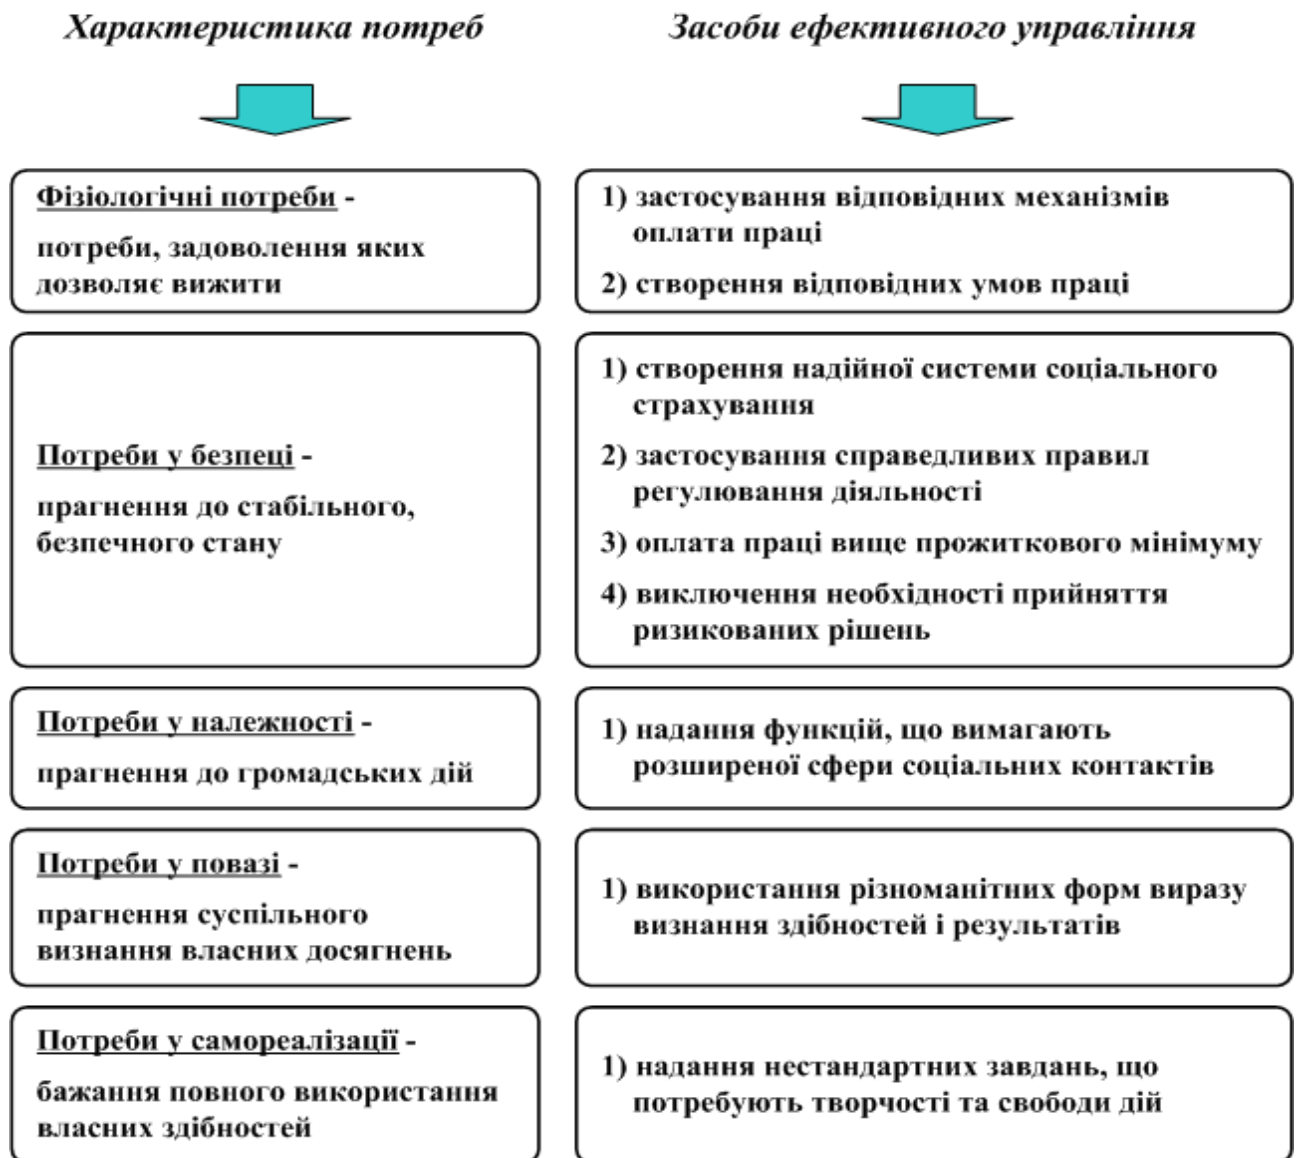 Характеристика потреб
Засоби ефективного управління
Фізіологічні потреби -
потреби, задоволення яких
дозволяє вижити
1) застосування відповідних механізмів
оплати праці
2) створення відповідних умов праці
Потреби у безпеці -
прагнення до стабільного,
безпечного стану
1) створення надійної системи соціального
страхування
2) застосування справедливих правил
регулювання діяльності
3) оплата праці вище прожиткового мінімуму
4) виключення необхідності прийняття
ризикованих рішень
Потреби у належності -
прагнення до громадських дій
1) надання функцій, що вимагають
розширеної сфери соціальних контактів
Потреби у повазі -
прагнення суспільного
визнання власних досягнень
1) використання різноманітних форм виразу
визнання здібностей і результатів
Потреби у самореалізації -
бажання повного використання
власних здібностей
1) надання нестандартних завдань, що
потребують творчості та свободи дій